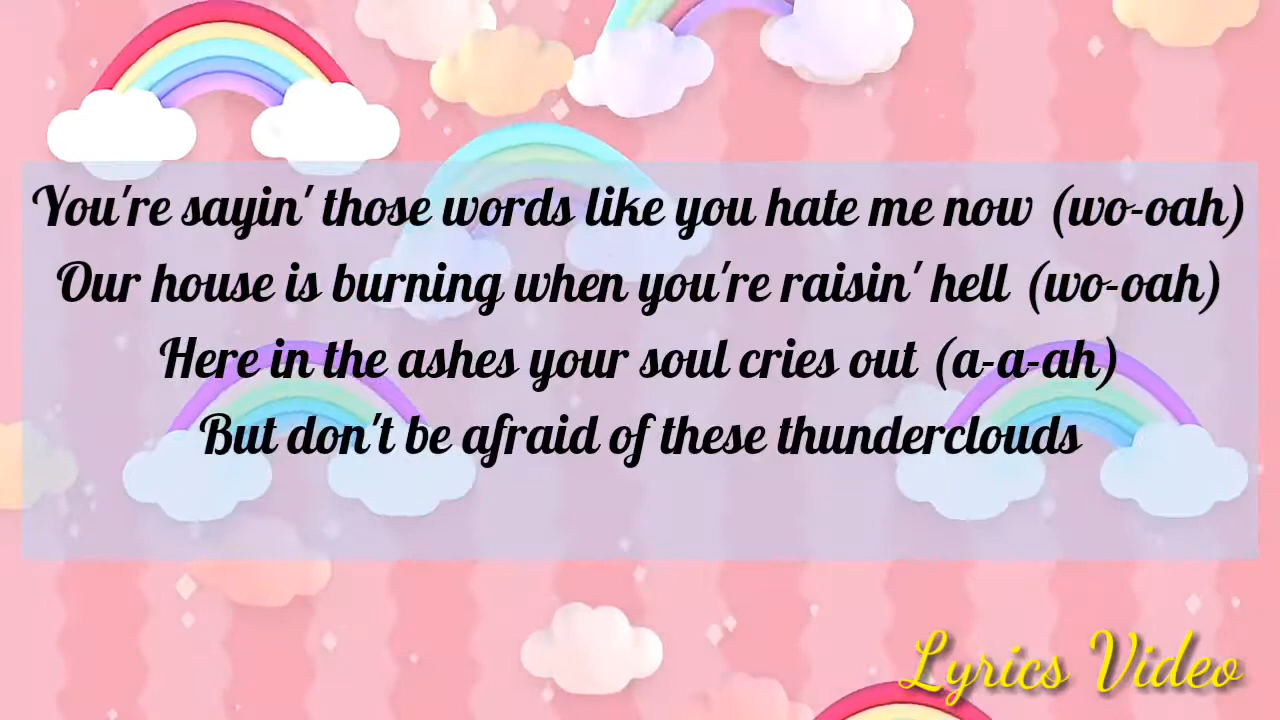 You're sayin' those words like you hate me now (wo-oah)
Our house is burning when you're raisin' hell (wo-oah)
Here in the ashes your soul cries out (a-a-ah)
But don't be afraid of these thunderclouds
Lyrics Video